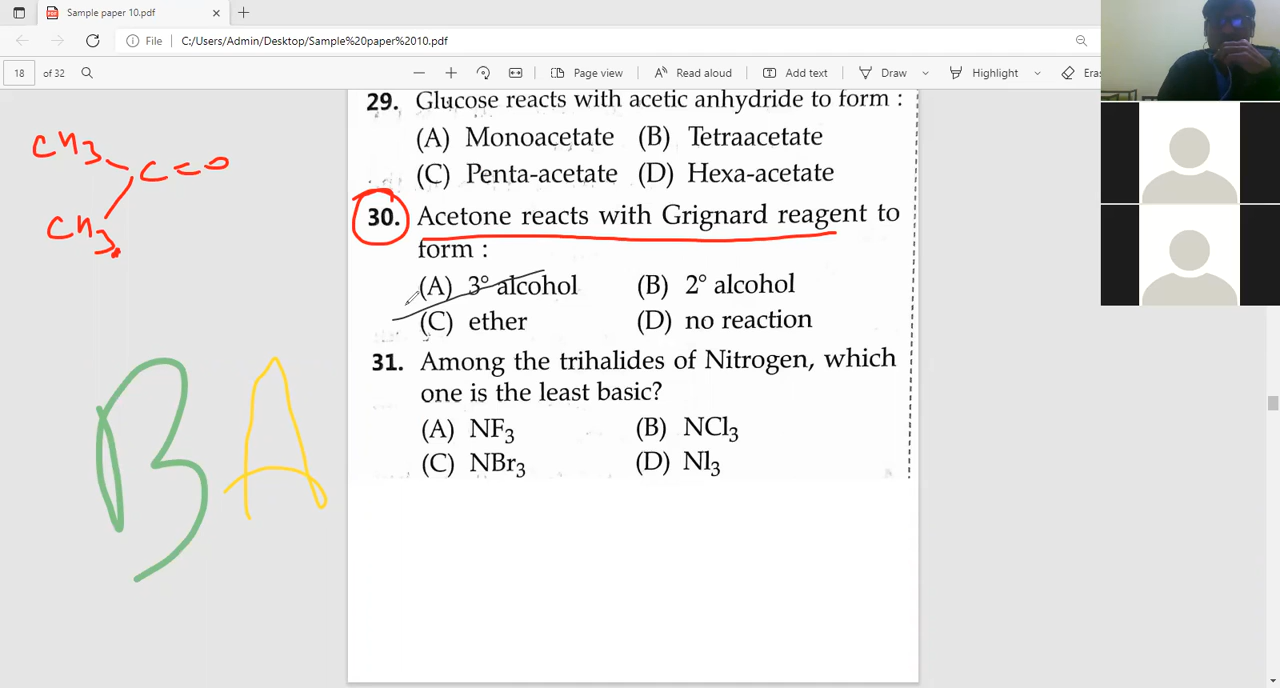 Sample paper 10.pdf
File C:/Users/Admin/Desktop/Sample%20paper%2010.pdf
18 of 32 Page view Read aloud Add text Draw Highlight Eras
29. Glucose reacts with acetic anhydride to form :
(A) Monoacetate (B) Tetraacetate
(C) Penta-acetate (D) Hexa-acetate
30. Acetone reacts with Grignard reagent to
form :
(A) 3° alcohol (B) 2° alcohol
(C) ether (D) no reaction
31. Among the trihalides of Nitrogen, which
one is the least basic?
(A) NF3 (B) NCl3
(C) NBr3 (D) Nl3
CH3
C=O
CH3
B A